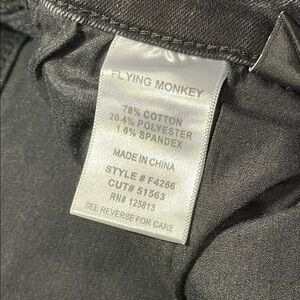 FLYING MONKEY
78% COTTON
20.4% POLYESTER
1.6% SPANDEX
MADE IN CHINA
STYLE # F4266
CUT# 51563
RN# 125813
SEE REVERSE FOR CARE